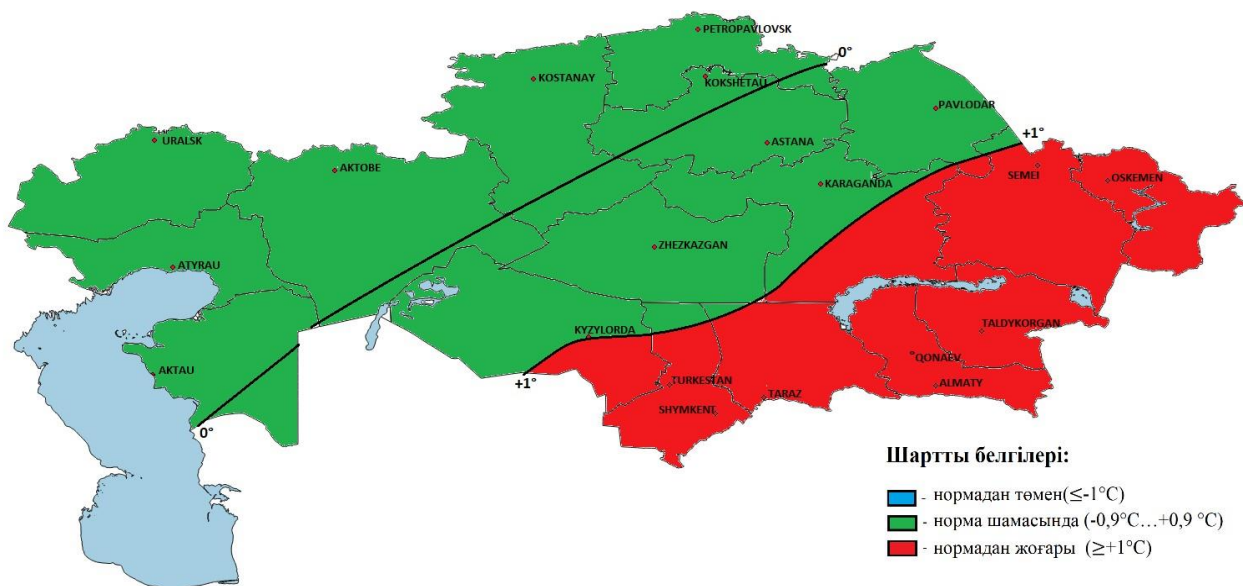 PETROPAVLOVSK
0°
KOSTANAY
KOKSHETAU
PAVLODAR
+1°
URALSK
ASTANA
AKTOBE
SEMEI
OSKEMEN
KARAGANDA
ZHEZKAZGAN
ATYRAU
KYZYLORDA
TALDYKORGAN
QONAEV
AKTAU
+1°
TURKESTAN
ALMATY
TARAZ
SHYMKENT
0°
Шартты белгілері:
- нормадан төмен(≤-1°C)
- норма шамасында (-0,9°C…+0,9 °C)
- нормадан жоғары (≥+1°C)